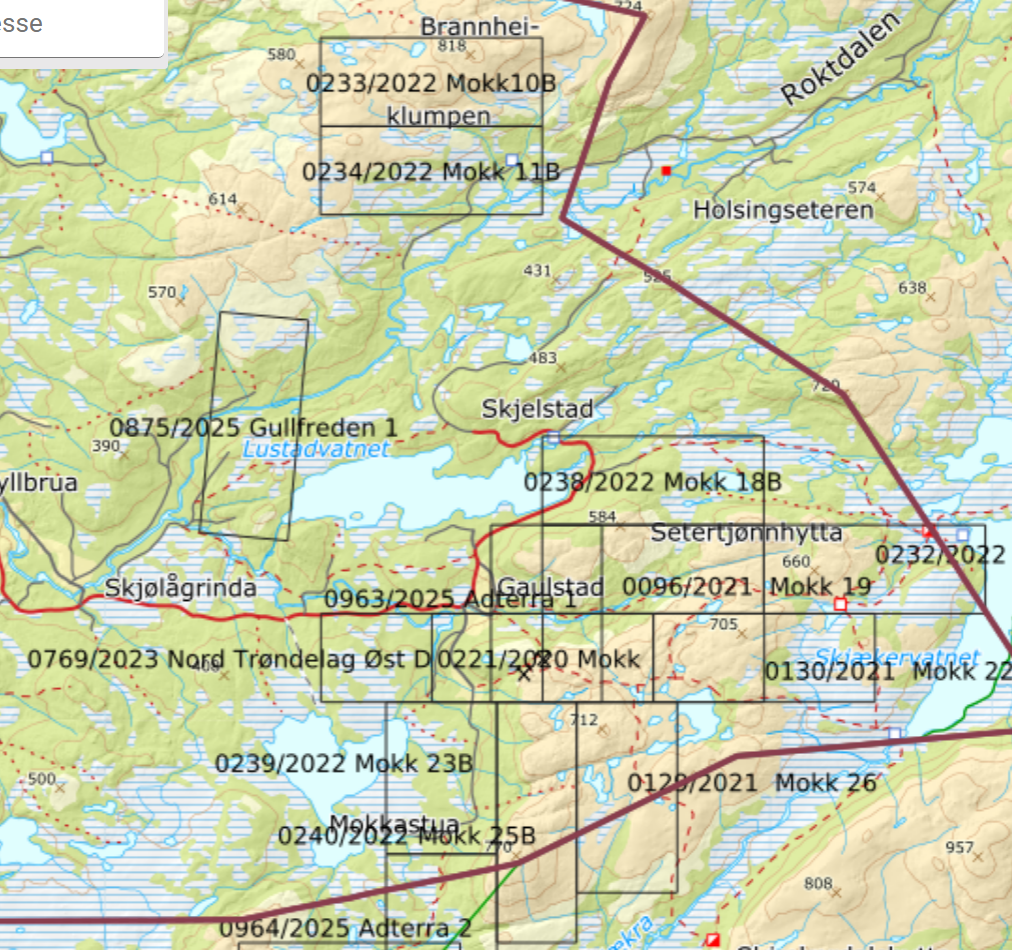 esse
724
Brannhei-
818
580
0233/2022 Mokk10B
klumpen
Roktdalen
0234/2022 Mokk 11B
574
614
Holsingseteren
431
525
638
570
483
729
Skjelstad
0875/2025 Gullfreden 1
390
Lustadvatnet
yllbrua
0238/2022 Mokk 18B
584
Setertjønnhytta
0232/2022
660
Skjølågrinda
Gaulstad
0096/2021 Mokk 19
0963/2025 Adterra 1
705
0769/2023 Nord Trøndelag Øst D
Mokk
Skjækervatnet
0130/2021 Mokk 22
712
0239/2022 Mokk 23B
500
0129/2021 Mokk 26
Mokkastua
0240/2022 Mokk 25B
957
808
0964/2025 Adterra 2